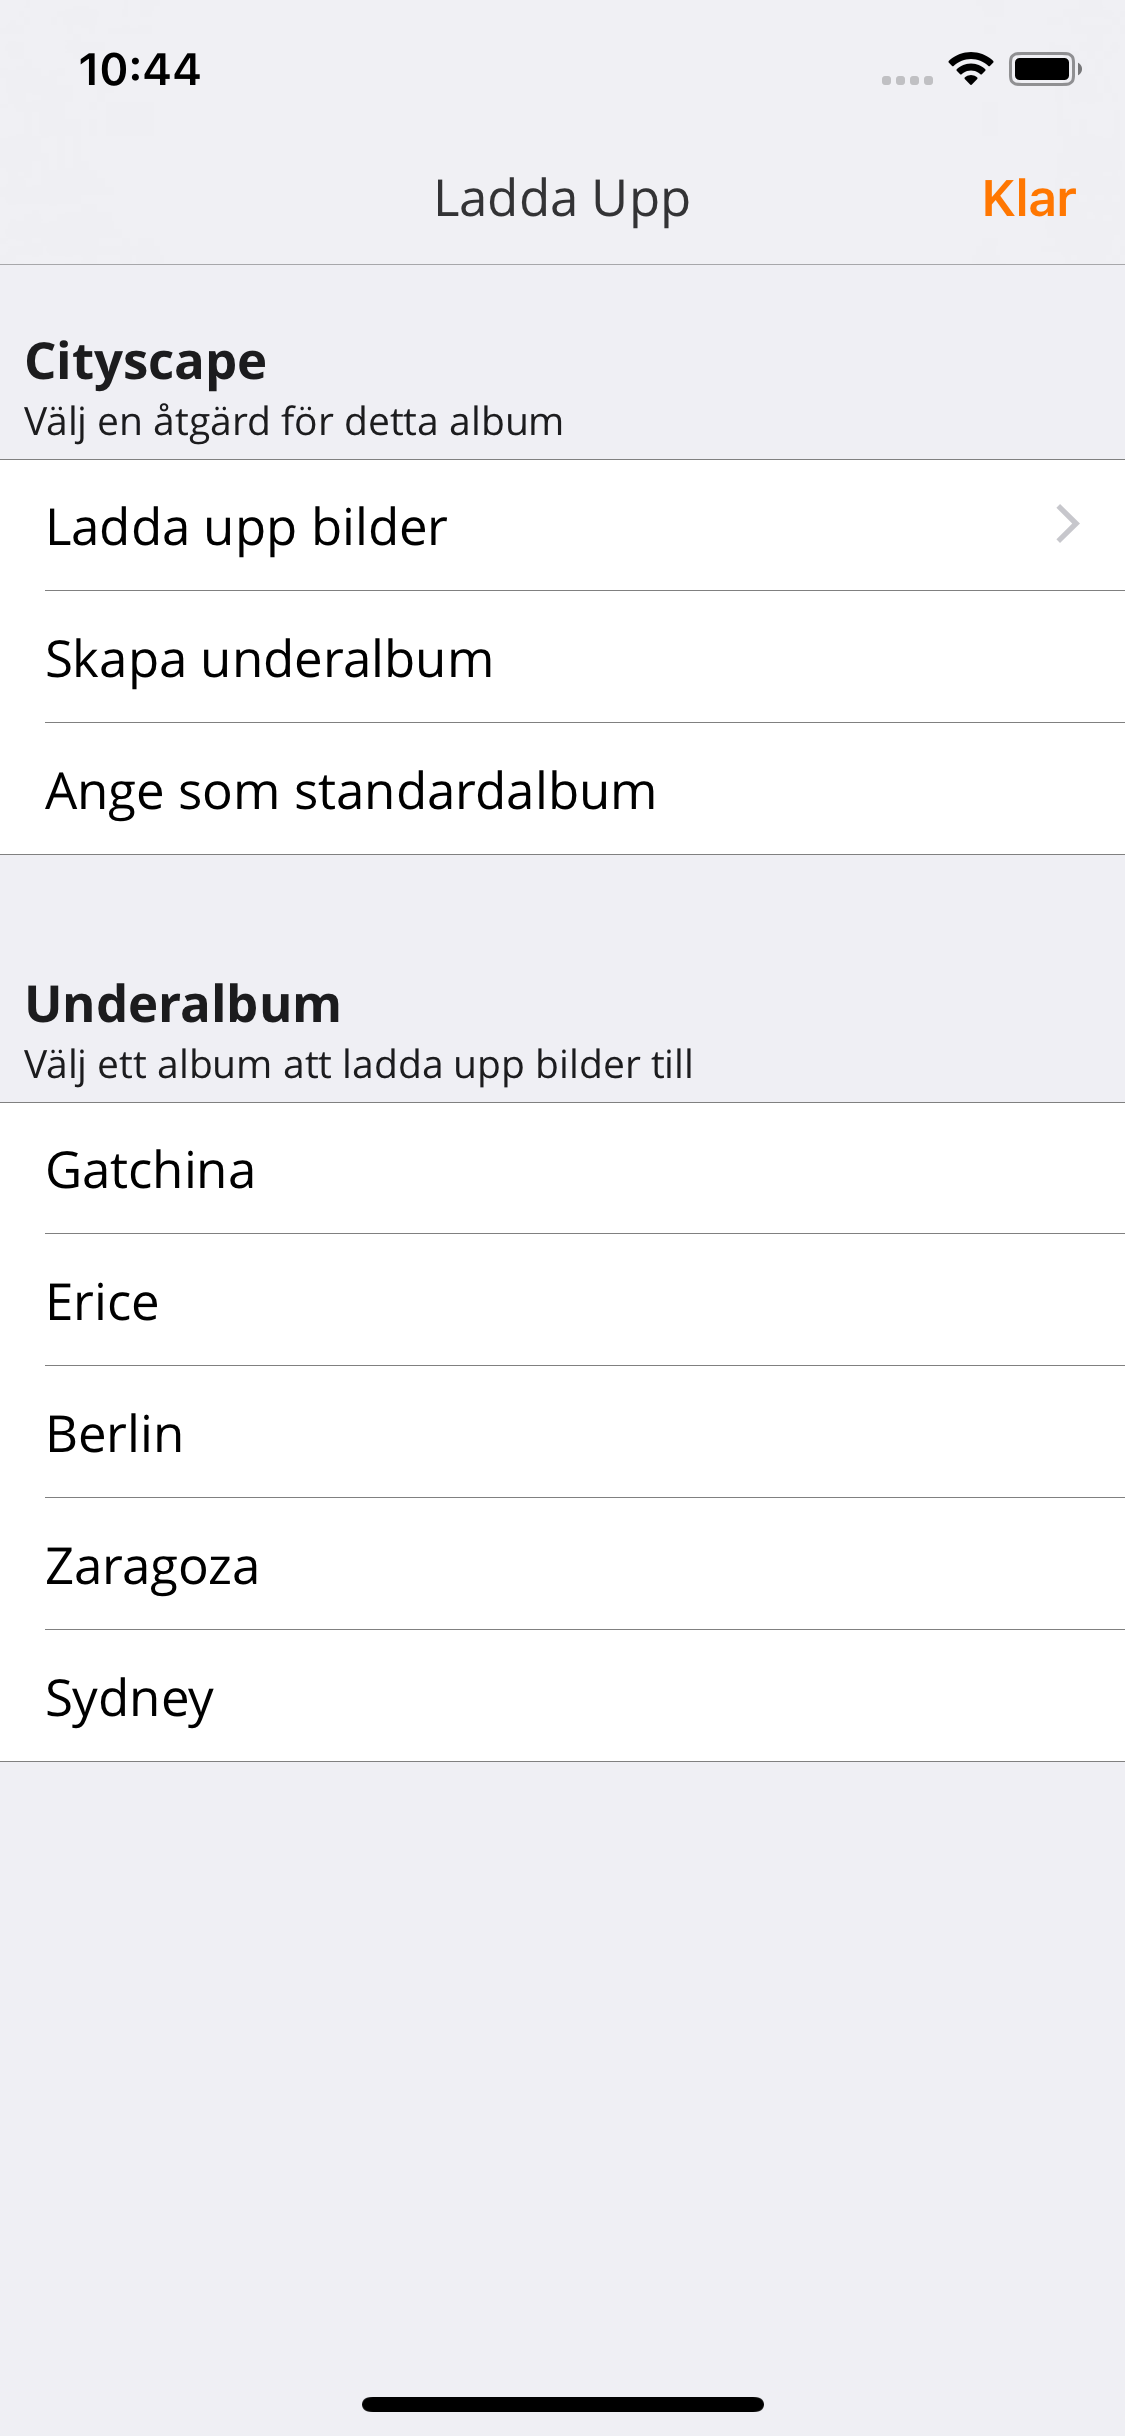 10:44
Ladda Upp
Klar
Cityscape
Välj en åtgärd för detta album
Ladda upp bilder
Skapa underalbum
Ange som standardalbum
Underalbum
Välj ett album att ladda upp bilder till
Gatchina
Erice
Berlin
Zaragoza
Sydney